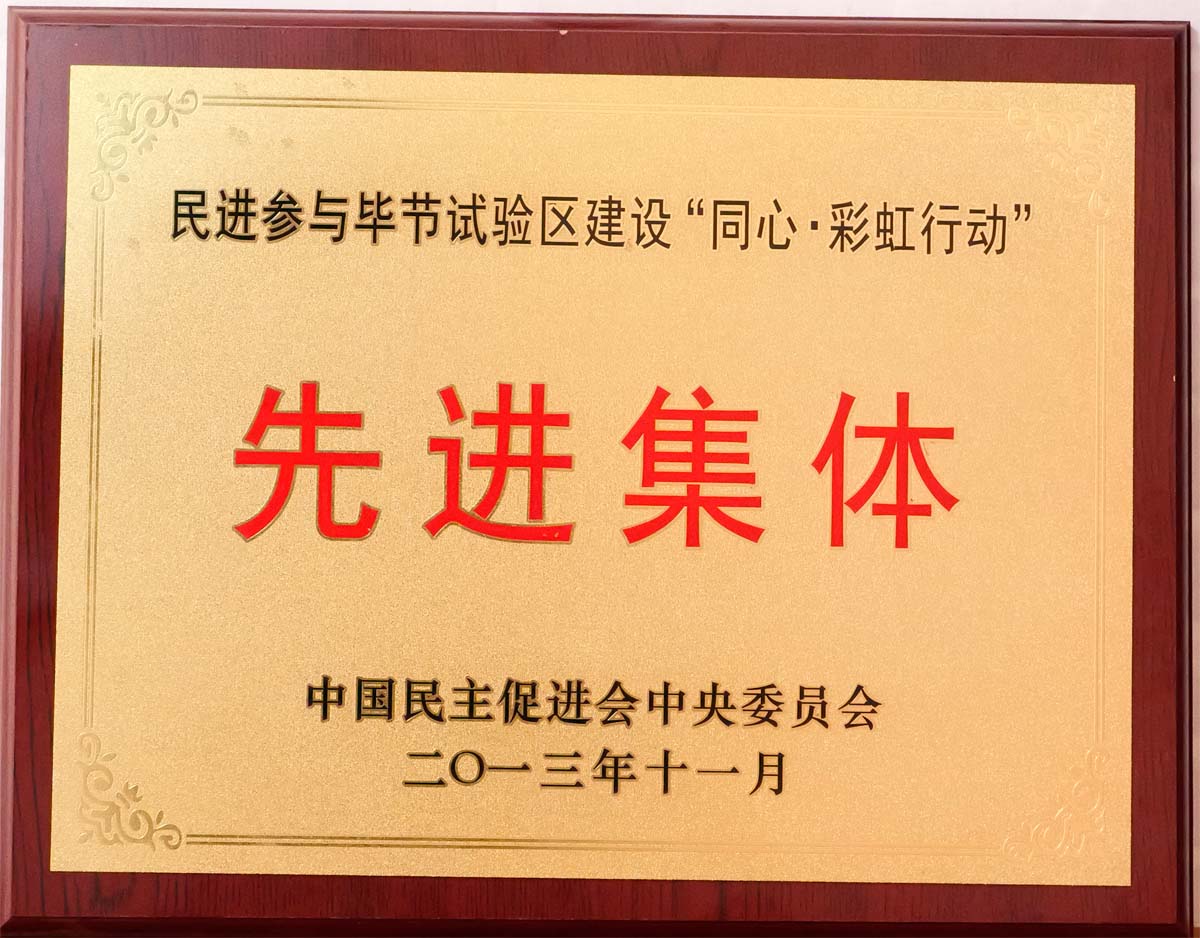 民进参与毕节试验区建设“同心·彩虹行动”
先进集体
中国民主促进会中央委员会
二〇一三年十一月